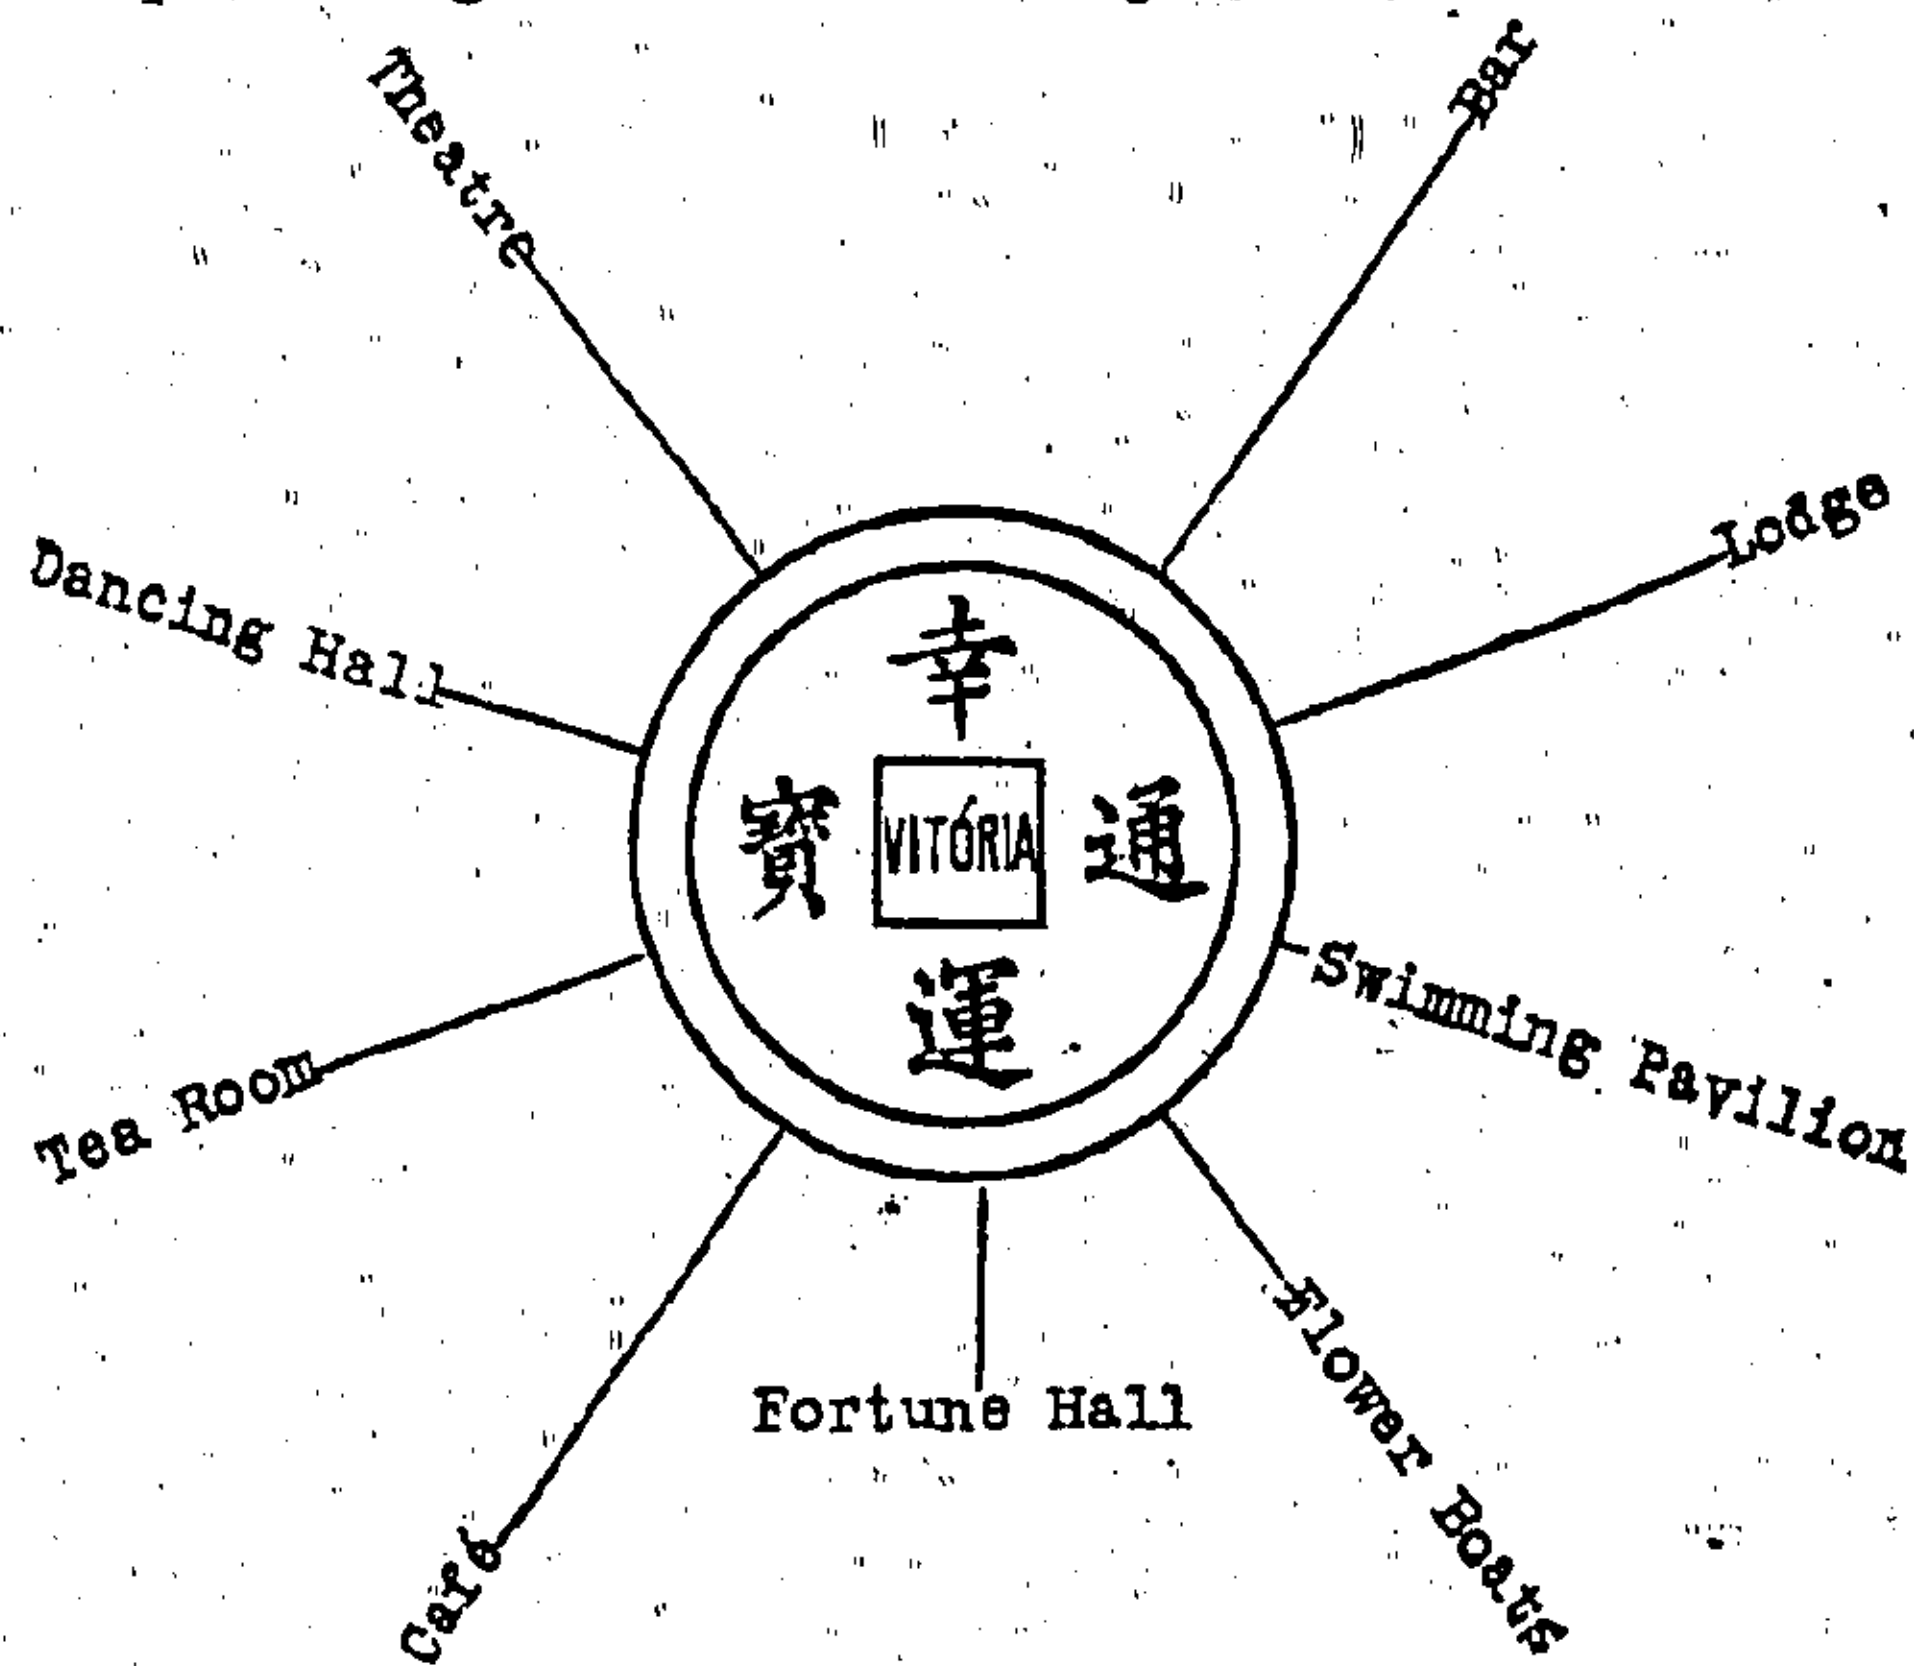 Theatre
Bar
Lodge
Dancing Hall
幸
寶
VITÓRIA
通
運
Swimming Pavilion
Tea Room
Flower Boats
Fortune Hall
Café